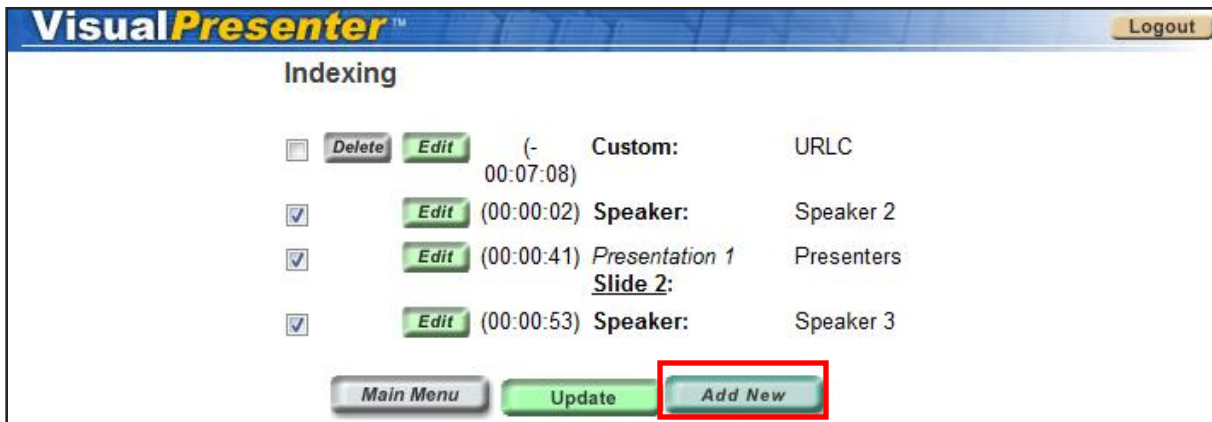 VisualPresenter™
Logout
Indexing
Delete Edit (- Custom: URLC
00:07:08)
Edit (00:00:02) Speaker: Speaker 2
Edit (00:00:41) Presentation 1 Presenters
Slide 2:
Edit (00:00:53) Speaker: Speaker 3
Main Menu Update Add New